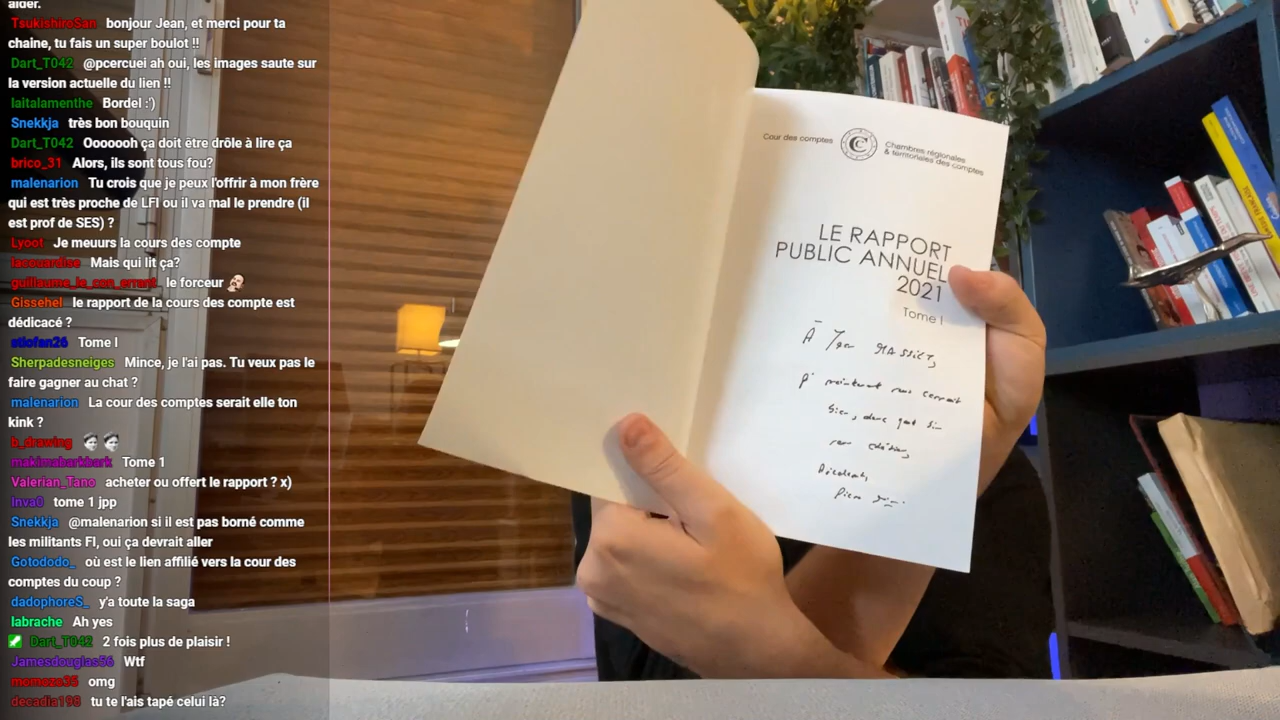 aider.
TsukishiroSan bonjour Jean, et merci pour ta
chaine, tu fais un super boulot !!
Dart_T042 @pcercuei ah oui, les images saute sur
la version actuelle du lien !!
laitalamenthe Bordel :')
Snekkja très bon bouquin
Dart_T042 Ooooooh ça doit être drôle à lire ça
brico_31 Alors, ils sont tous fou?
malenarion Tu crois que je peux l'offrir à mon frère
qui est très proche de LFI ou il va mal le prendre (il
est prof de SES) ?
Lyoot Je meuurs la cours des compte
lacouardise Mais qui lit ça?
guillaume_le_con_errant le forceur
Gissehel le rapport de la cours des compte est
dédicacé ?
stiofan26 Tome I
Sherpadesneiges Mince, je l'ai pas. Tu veux pas le
faire gagner au chat ?
malenarion La cour des comptes serait elle ton
kink ?
b_drawing
makimabarkbark Tome 1
Valerian_Tano acheter ou offert le rapport ? x)
Inva0 tome 1 jpp
Snekkja @malenarion si il est pas borné comme
les militants FI, oui ça devrait aller
Gotododo_ où est le lien affilié vers la cour des
comptes du coup ?
dadophoreS_ y'a toute la saga
labrache Ah yes
Dart_T042 2 fois plus de plaisir !
Jamesdouglas56 Wtf
momoze35 omg
decadia198 tu te l'ais tapé celui là?
Cour des comptes
Chambres régionales
& territoriales des comptes
LE RAPPORT
PUBLIC ANNUEL
2021
Tome I
À Jean MASSIET,